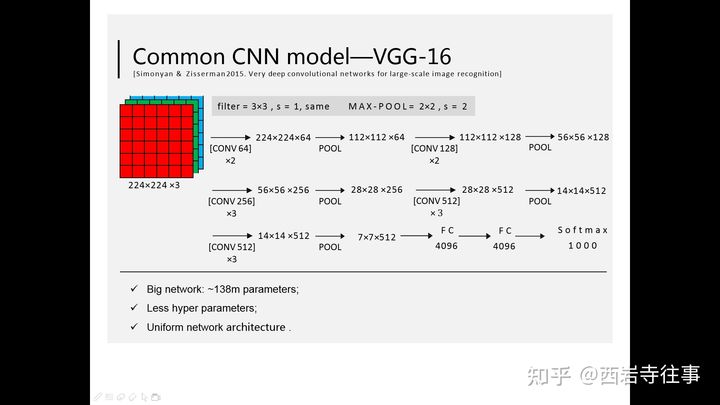 Common CNN model—VGG-16
[Simonyan & Zisserman2015. Very deep convolutional networks for large-scale image recognition]
filter = 3×3 , s = 1, same MAX-POOL= 2×2 , s = 2
224×224 ×3
[CONV 64]
×2
224×224×64
POOL
112×112 ×64
[CONV 128]
×2
112×112 ×128
POOL
56×56 ×128
[CONV 256]
×3
56×56 ×256
POOL
28×28 ×256
[CONV 512]
×3
28×28 ×512
POOL
14×14×512
[CONV 512]
×3
14×14 ×512
POOL
7×7×512
FC
4096
FC
4096
Softmax
1000
✓ Big network: ~138m parameters;
✓ Less hyper parameters;
✓ Uniform network architecture .
知乎 @西岩寺往事